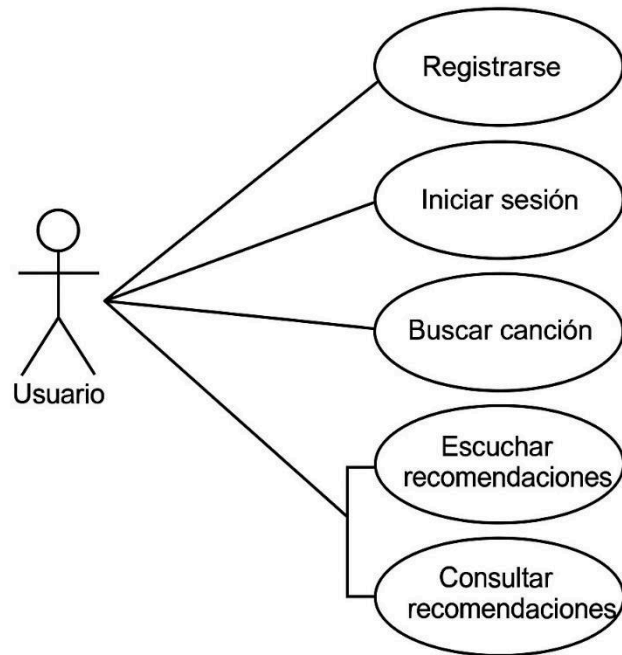 Registrarse
Iniciar sesión
Buscar canción
Usuario
Escuchar
recomendaciones
Consultar
recomendaciones